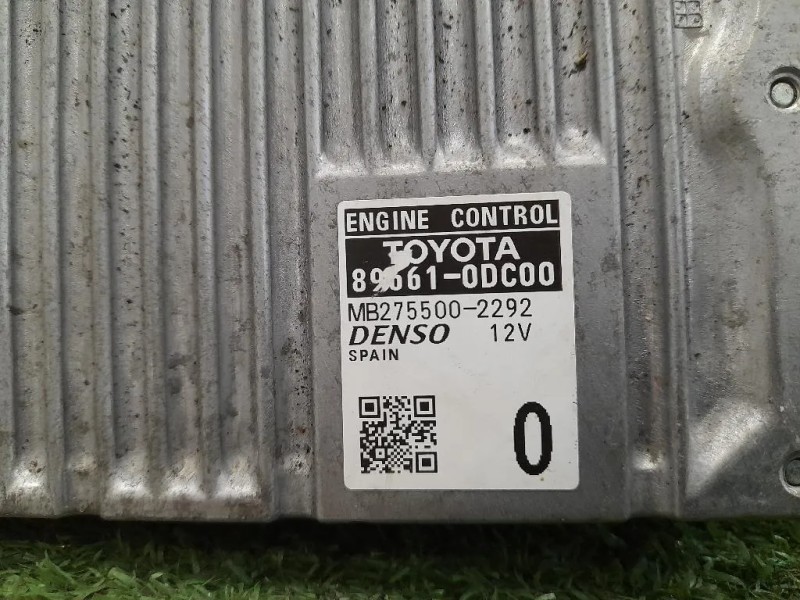 ENGINE CONTROL
TOYOTA
89661-0DC00
MB275500-2292
DENSO 12V
SPAIN
0